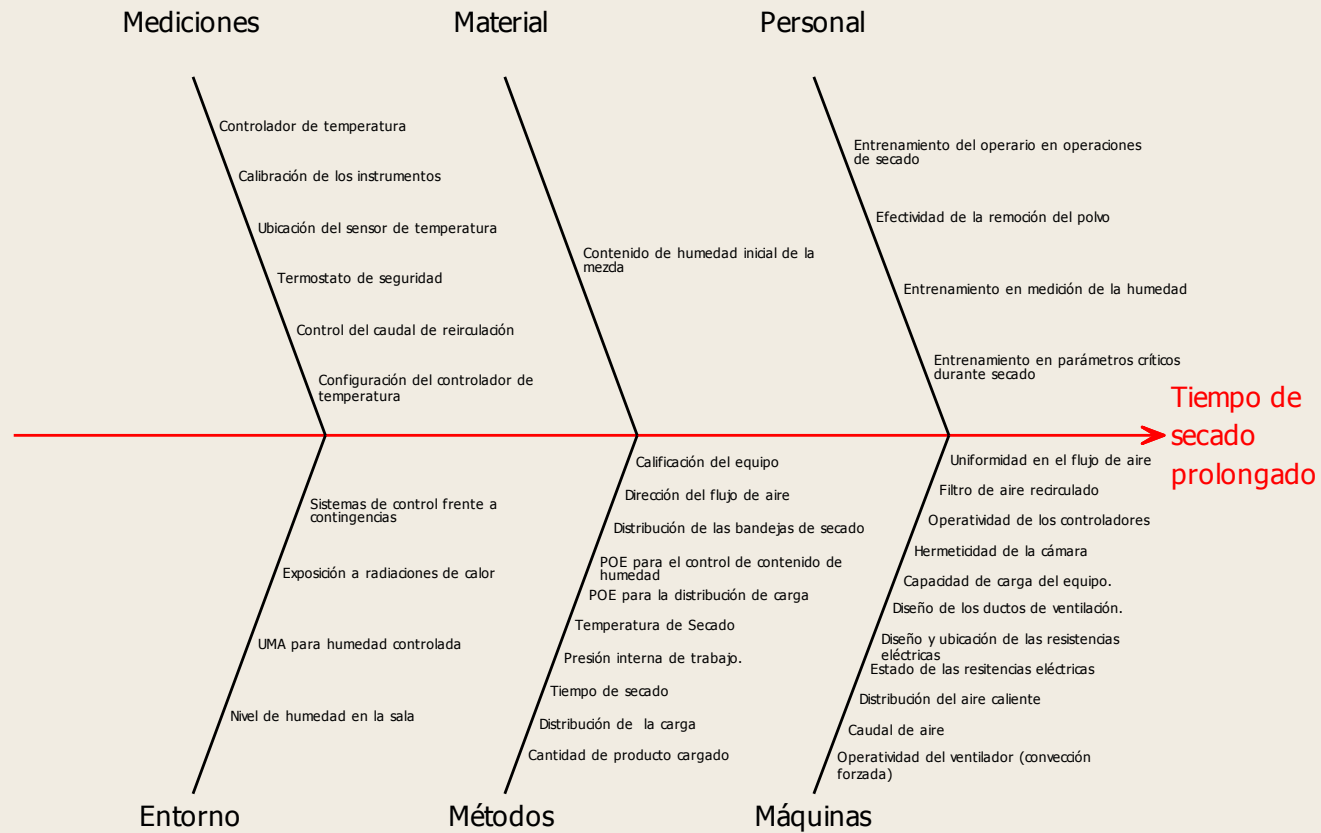 Mediciones
Material
Personal
Controlador de temperatura
Calibración de los instrumentos
Ubicación del sensor de temperatura
Termostato de seguridad
Control del caudal de reirculación
Configuración del controlador de
temperatura
Contenido de humedad inicial de la
mezcla
Entrenamiento del operario en operaciones
de secado
Efectividad de la remoción del polvo
Entrenamiento en medición de la humedad
Entrenamiento en parámetros críticos
durante secado
Tiempo de
secado
prolongado
Sistemas de control frente a
contingencias
Exposición a radiaciones de calor
UMA para humedad controlada
Nivel de humedad en la sala
Calificación del equipo
Dirección del flujo de aire
Distribución de las bandejas de secado
POE para el control de contenido de
humedad
POE para la distribución de carga
Temperatura de Secado
Presión interna de trabajo.
Tiempo de secado
Distribución de  la carga
Cantidad de producto cargado
Uniformidad en el flujo de aire
Filtro de aire recirculado
Operatividad de los controladores
Hermeticidad de la cámara
Capacidad de carga del equipo.
Diseño de los ductos de ventilación.
Diseño y ubicación de las resistencias
eléctricas
Estado de las resitencias eléctricas
Distribución del aire caliente
Caudal de aire
Operatividad del ventilador (convección
forzada)
Entorno
Métodos
Máquinas